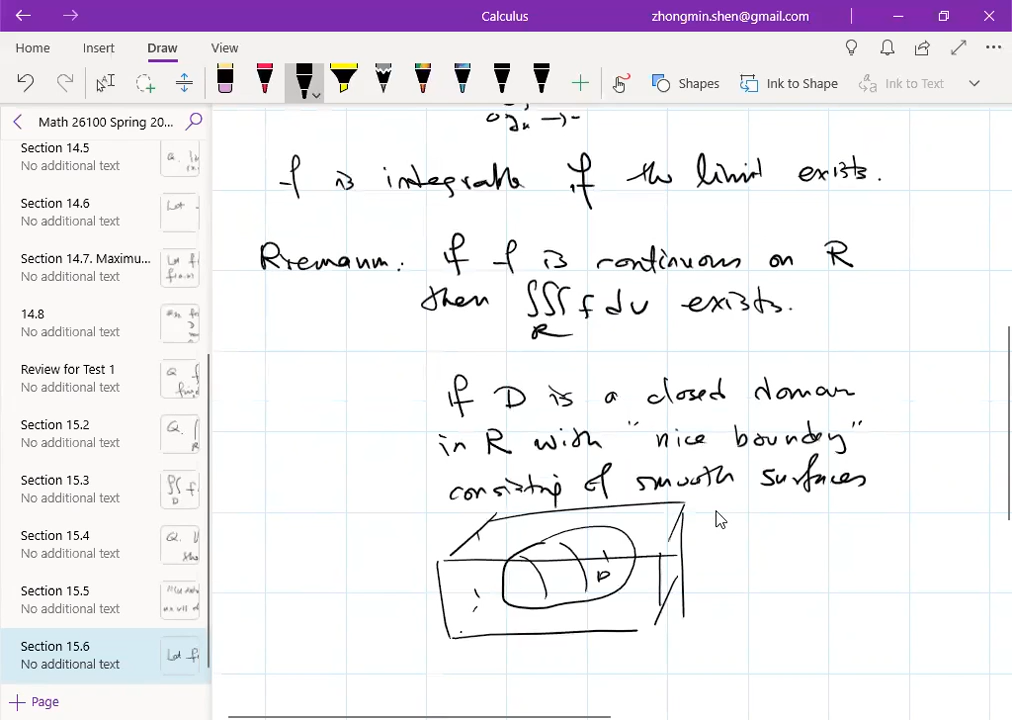 Calculus
zhongmin.shen@gmail.com
Home Insert Draw View
Shapes Ink to Shape Ink to Text
Math 26100 Spring 20...
Section 14.5
No additional text
Section 14.6
No additional text
Section 14.7. Maximu...
No additional text
14.8
No additional text
Review for Test 1
No additional text
Section 15.2
No additional text
Section 15.3
No additional text
Section 15.4
No additional text
Section 15.5
No additional text
Section 15.6
No additional text
Page
f is integrable if the limit exists.
Riemann: if f is continuous on R
then ∭_R f dv exists.
if D is a closed domain
in R with "nice boundey"
consisting of smooth surfaces
D